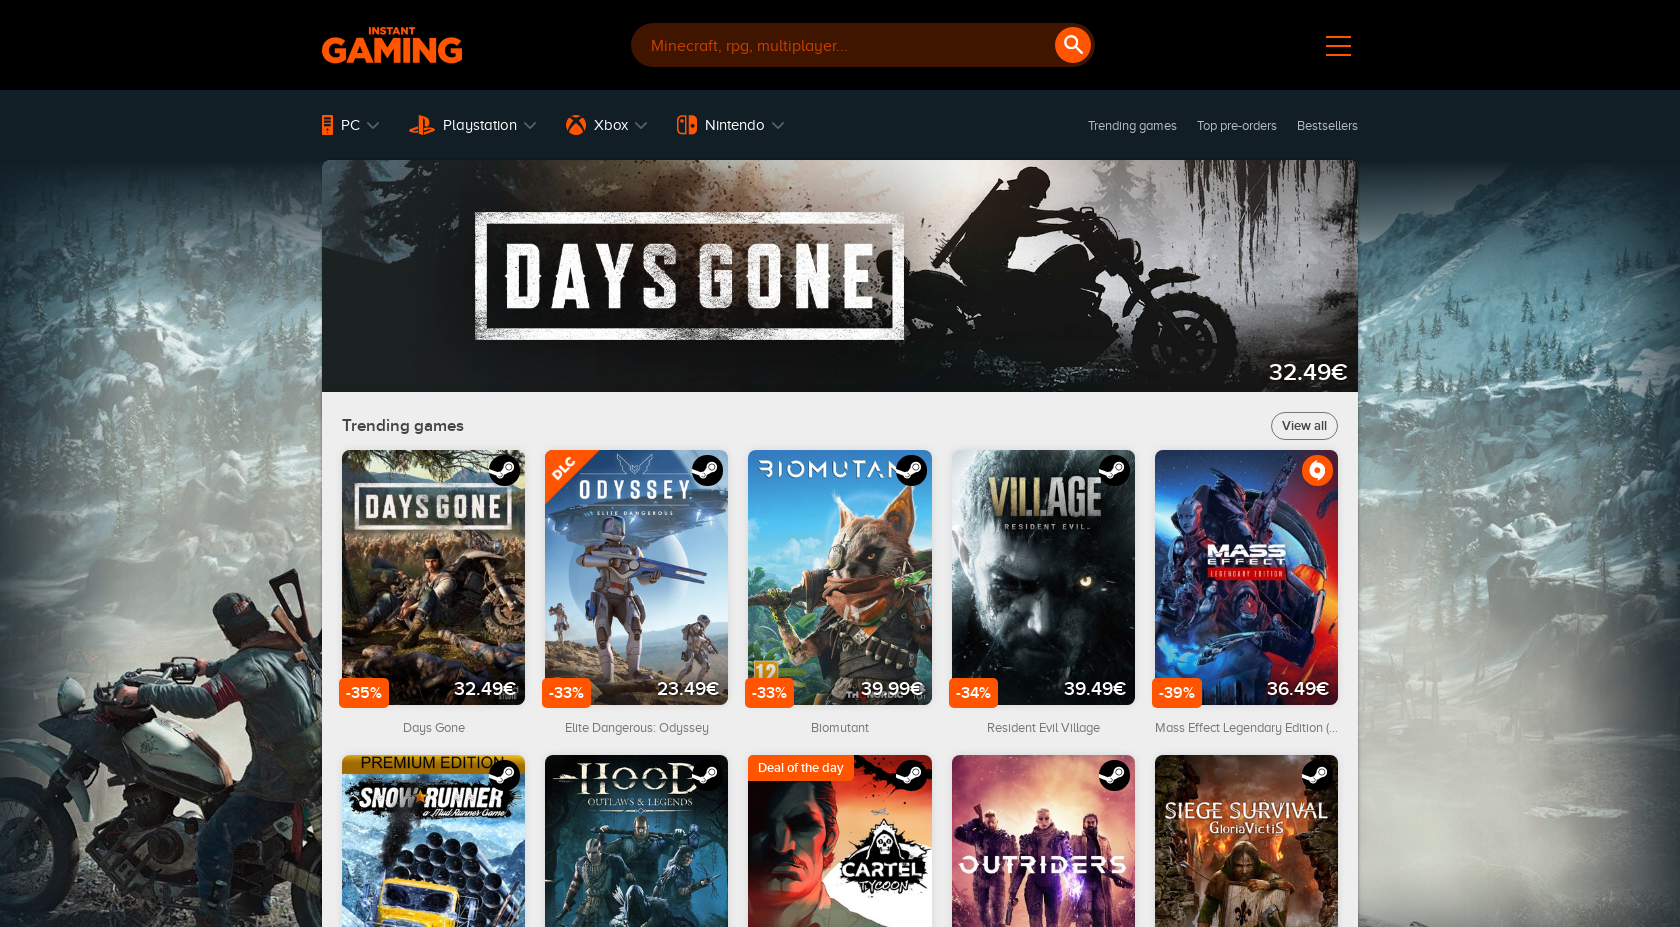 INSTANT
GAMING
Minecraft, rpg, multiplayer...
PC
Playstation
Xbox
Nintendo
Trending games
Top pre-orders
Bestsellers
DAYS GONE
32.49€
Trending games
View all
DAYS GONE
-35%
32.49€
Days Gone
DLC
ODYSSEY
ELITE DANGEROUS
-33%
23.49€
Elite Dangerous: Odyssey
BIOMUTANT
12
-33%
39.99€
Biomutant
VILLAGE
RESIDENT EVIL
-34%
39.49€
Resident Evil Village
MASS
EFFECT
LEGENDARY EDITION
-39%
36.49€
Mass Effect Legendary Edition (...
PREMIUM EDITION
SNOWRUNNER
a MudRunner Game
HOOD
OUTLAWS & LEGENDS
Deal of the day
CARTEL
TYCOON
OUTRIDERS
SIEGE SURVIVAL
GloriaVictiS